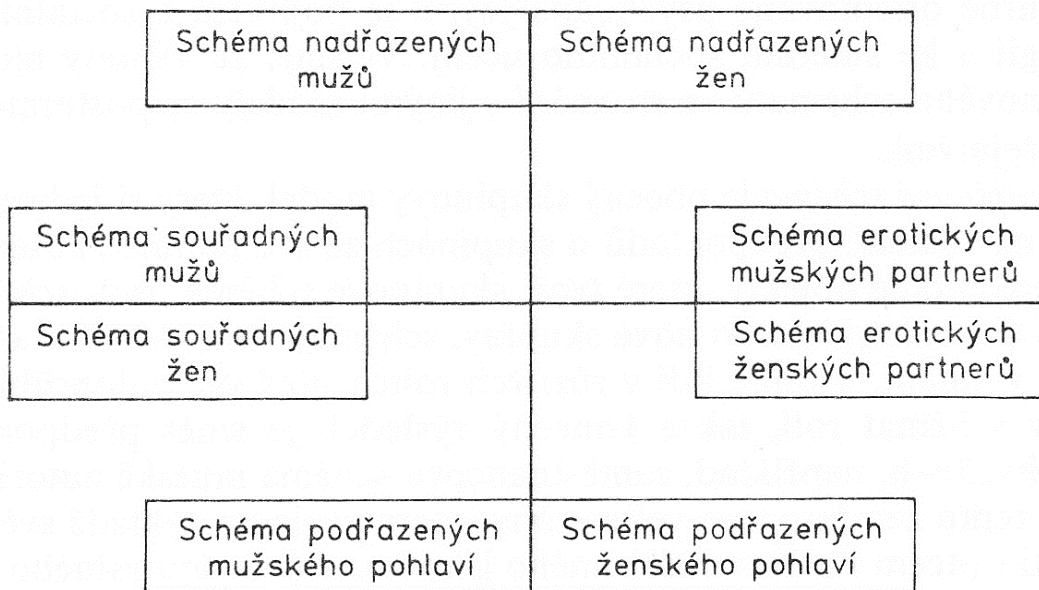 Schéma nadřazených
mužů
Schéma nadřazených
žen
Schéma souřadných
mužů
Schéma erotických
mužských partnerů
Schéma souřadných
žen
Schéma erotických
ženských partnerů
Schéma podřazených
mužského pohlaví
Schéma podřazených
ženského pohlaví